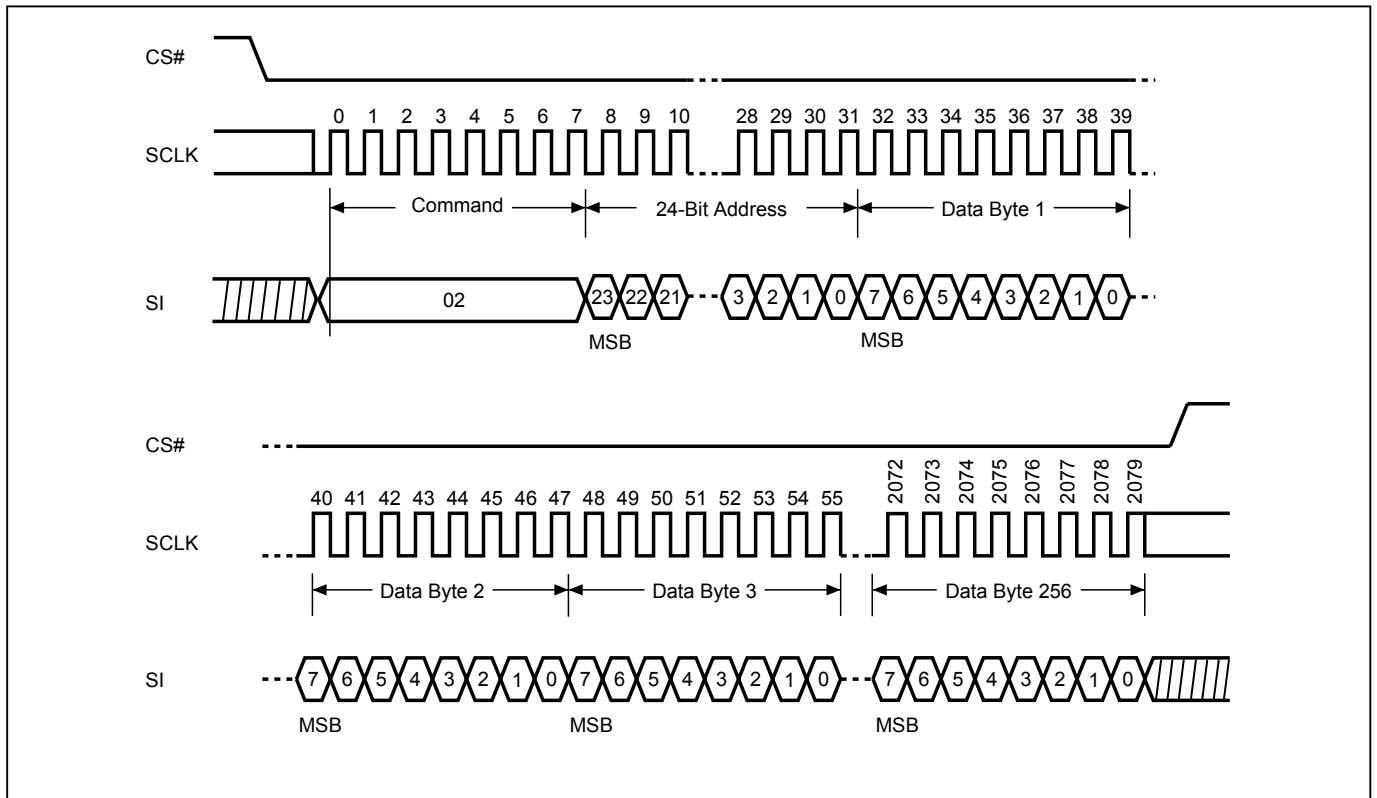 CS#
0 1 2 3 4 5 6 7 8 9 10 28 29 30 31 32 33 34 35 36 37 38 39
SCLK
Command 24-Bit Address Data Byte 1
SI 02 23 22 21 3 2 1 0 7 6 5 4 3 2 1 0
MSB MSB
CS#
40 41 42 43 44 45 46 47 48 49 50 51 52 53 54 55 2072 2073 2074 2075 2076 2077 2078 2079
SCLK
Data Byte 2 Data Byte 3 Data Byte 256
SI 7 6 5 4 3 2 1 0 7 6 5 4 3 2 1 0 7 6 5 4 3 2 1 0
MSB MSB MSB